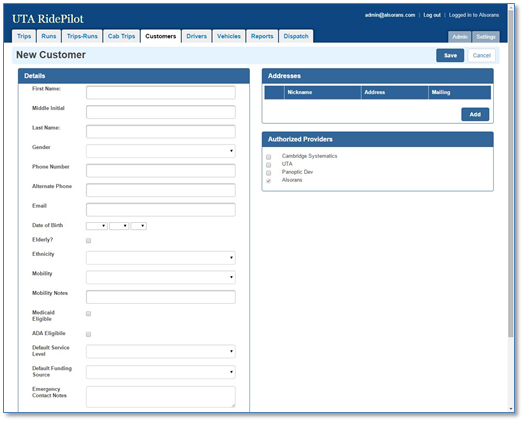 UTA RidePilot
admin@alsorans.com | Log out | Logged in to Alsorans
Trips Runs Trips-Runs Cab Trips Customers Drivers Vehicles Reports Dispatch Admin Settings
New Customer Save Cancel
Details
First Name:
Middle Initial
Last Name:
Gender
Phone Number
Alternate Phone
Email
Date of Birth
Elderly?
Ethnicity
Mobility
Mobility Notes
Medicaid
Eligible
ADA Eligibile
Default Service
Level
Default Funding
Source
Emergency
Contact Notes
Addresses
Nickname Address Mailing
Add
Authorized Providers
Cambridge Systematics
UTA
Panoptic Dev
Alsorans